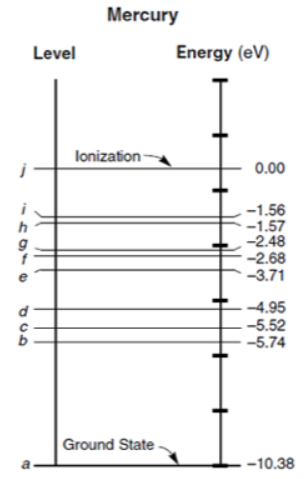 Mercury
Level Energy (eV)
Ionization
j 0.00
i −1.56
h −1.57
g −2.48
f −2.68
e −3.71
d −4.95
c −5.52
b −5.74
Ground State
a −10.38